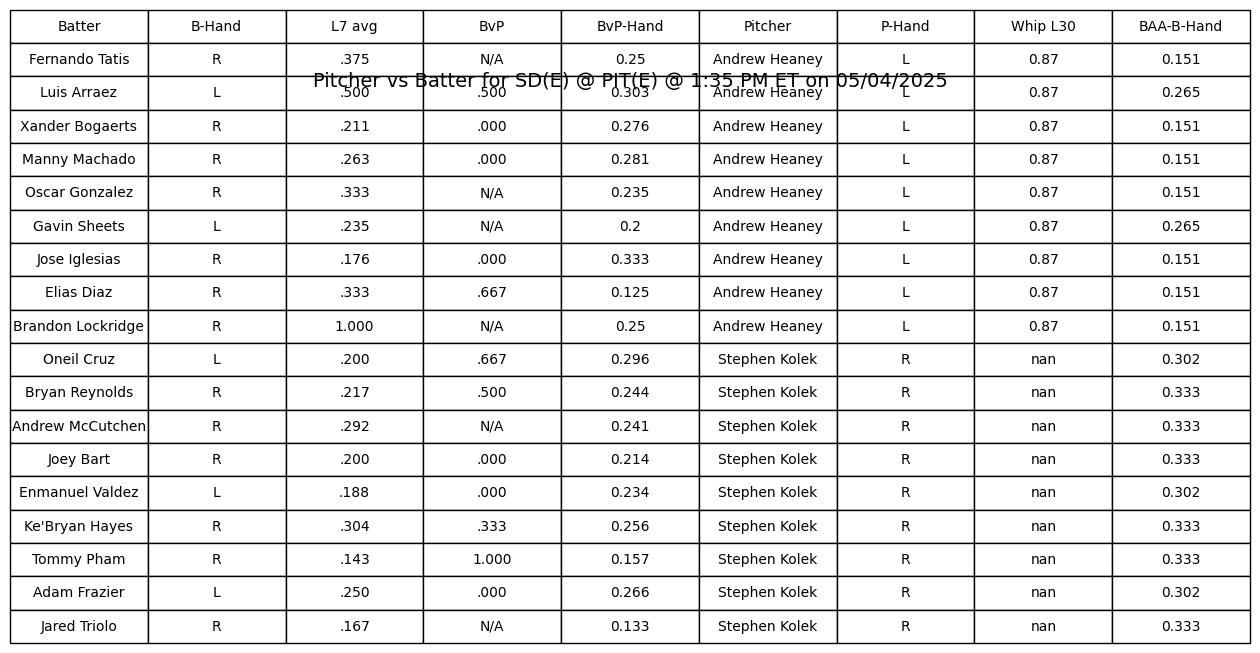 Batter B-Hand L7 avg BvP BvP-Hand Pitcher P-Hand Whip L30 BAA-B-Hand
Fernando Tatis R .375 N/A 0.25 Andrew Heaney L 0.87 0.151
Pitcher vs Batter for SD(E) @ PIT(E) @ 1:35 PM ET on 05/04/2025
Luis Arraez L .500 .500 0.303 Andrew Heaney L 0.87 0.265
Xander Bogaerts R .211 .000 0.276 Andrew Heaney L 0.87 0.151
Manny Machado R .263 .000 0.281 Andrew Heaney L 0.87 0.151
Oscar Gonzalez R .333 N/A 0.235 Andrew Heaney L 0.87 0.151
Gavin Sheets L .235 N/A 0.2 Andrew Heaney L 0.87 0.265
Jose Iglesias R .176 .000 0.333 Andrew Heaney L 0.87 0.151
Elias Diaz R .333 .667 0.125 Andrew Heaney L 0.87 0.151
Brandon Lockridge R 1.000 N/A 0.25 Andrew Heaney L 0.87 0.151
Oneil Cruz L .200 .667 0.296 Stephen Kolek R nan 0.302
Bryan Reynolds R .217 .500 0.244 Stephen Kolek R nan 0.333
Andrew McCutchen R .292 N/A 0.241 Stephen Kolek R nan 0.333
Joey Bart R .200 .000 0.214 Stephen Kolek R nan 0.333
Enmanuel Valdez L .188 .000 0.234 Stephen Kolek R nan 0.302
Ke'Bryan Hayes R .304 .333 0.256 Stephen Kolek R nan 0.333
Tommy Pham R .143 1.000 0.157 Stephen Kolek R nan 0.333
Adam Frazier L .250 .000 0.266 Stephen Kolek R nan 0.302
Jared Triolo R .167 N/A 0.133 Stephen Kolek R nan 0.333